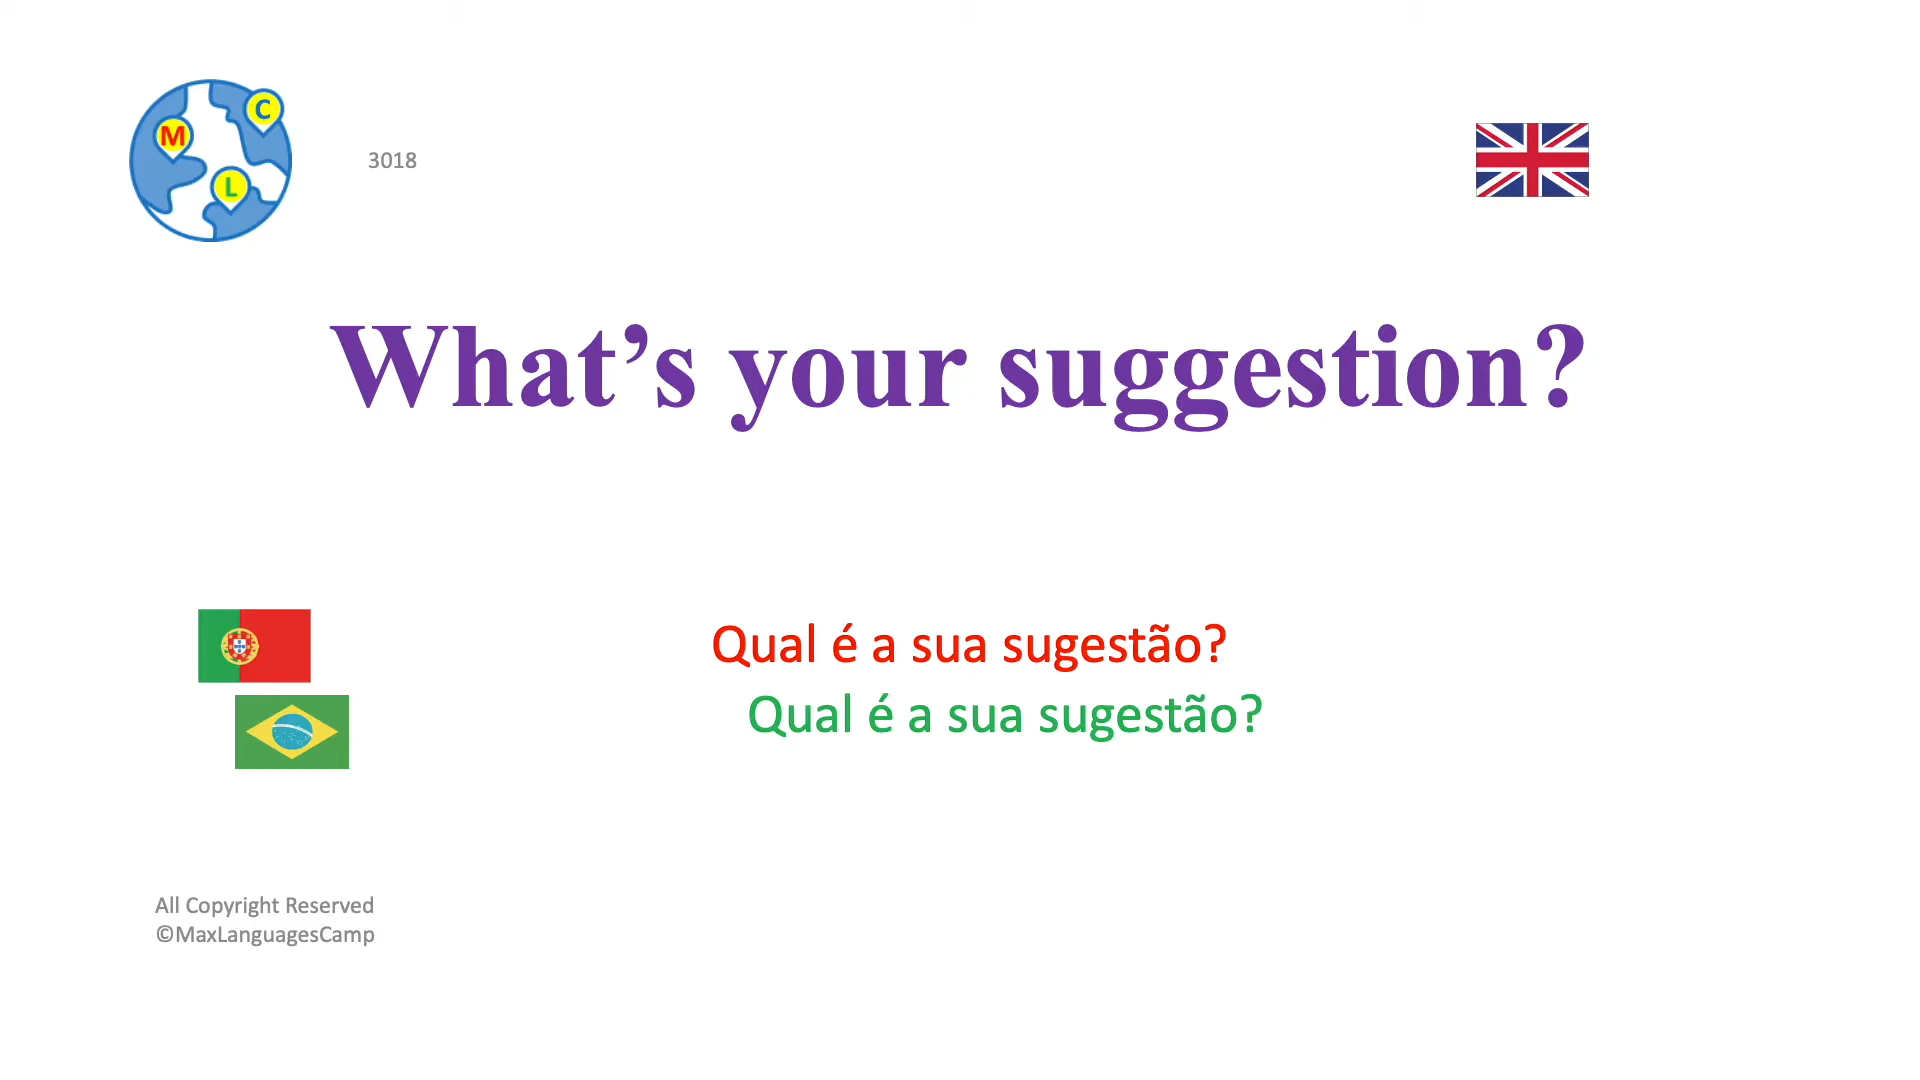 C
M
L
3018
What’s your suggestion?
Qual é a sua sugestão?
Qual é a sua sugestão?
All Copyright Reserved
©MaxLanguagesCamp